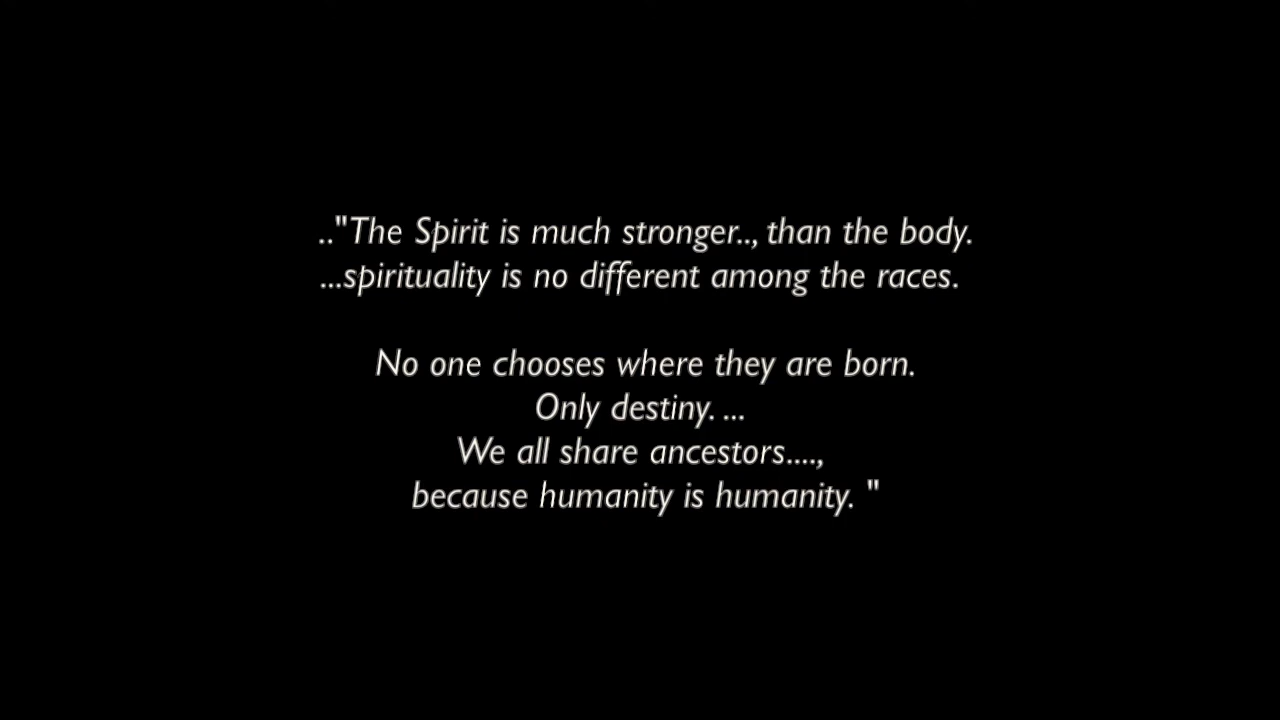 .."The Spirit is much stronger.., than the body.
...spirituality is no different among the races.
No one chooses where they are born.
Only destiny. ...
We all share ancestors....,
because humanity is humanity. "